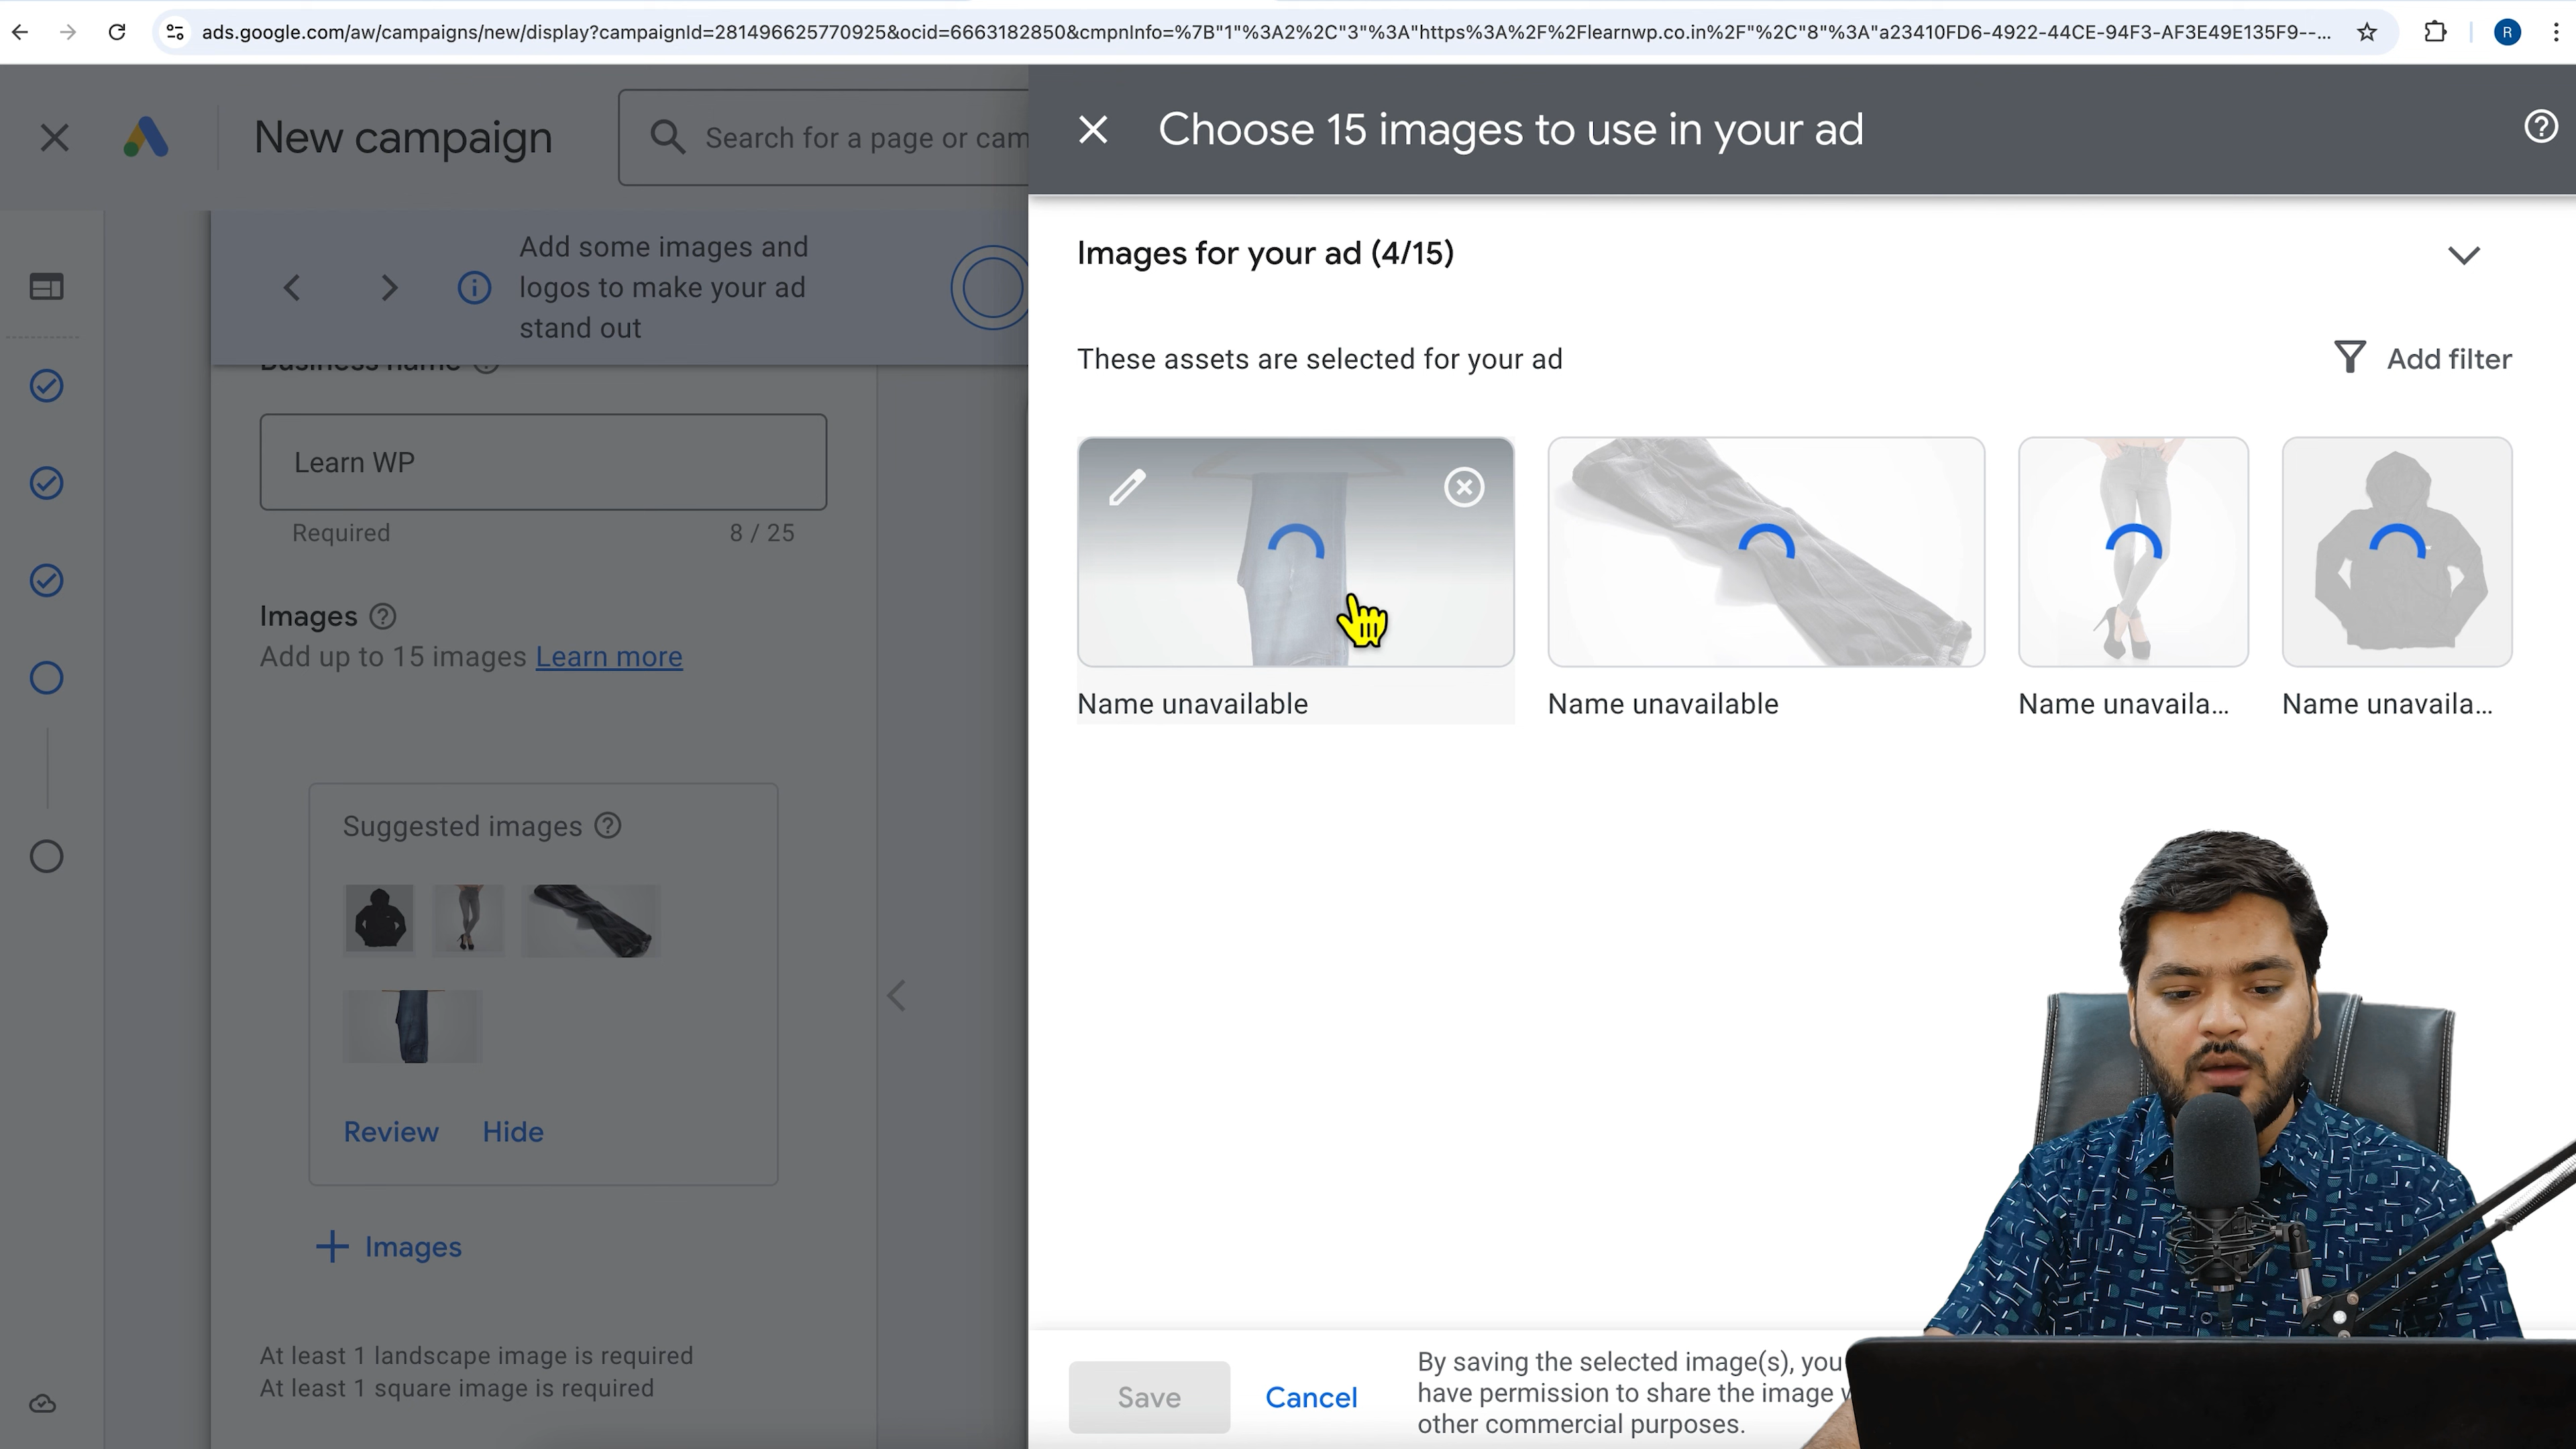 ads.google.com/aw/campaigns/new/display?campaignId=281496625770925&ocid=6663182850&cmpnInfo=%7B"1"%3A2%2C"3"%3A"https%3A%2F%2Flearnwp.co.in%2F"%2C"8"%3A"a23410FD6-4922-44CE-94F3-AF3E49E135F9--...
R
New campaign
Search for a page or cam
Add some images and
logos to make your ad
stand out
Business name
Learn WP
Required
8 / 25
Images
Add up to 15 images Learn more
Suggested images
Review
Hide
Images
At least 1 landscape image is required
At least 1 square image is required
Choose 15 images to use in your ad
Images for your ad (4/15)
These assets are selected for your ad
Add filter
Name unavailable
Name unavailable
Name unavaila...
Name unavaila...
Save
Cancel
By saving the selected image(s), you
have permission to share the image
other commercial purposes.